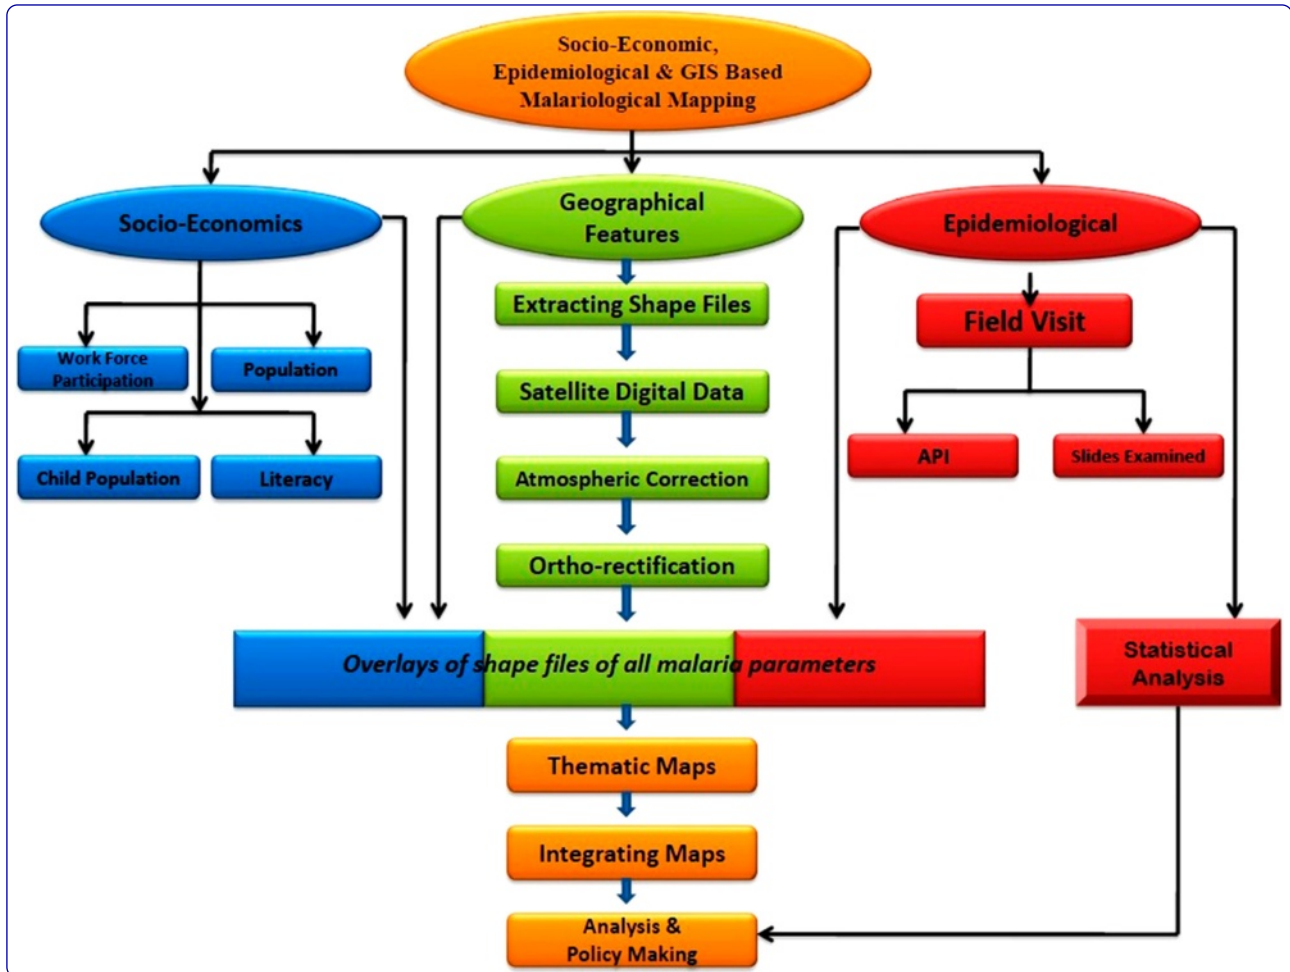 Socio-Economic,
Epidemiological & GIS Based
Malariological Mapping
Socio-Economics
Geographical
Features
Epidemiological
Extracting Shape Files
Field Visit
Work Force
Participation
Population
Satellite Digital Data
API
Slides Examined
Child Population
Literacy
Atmospheric Correction
Ortho-rectification
Overlays of shape files of all malaria parameters
Statistical
Analysis
Thematic Maps
Integrating Maps
Analysis &
Policy Making